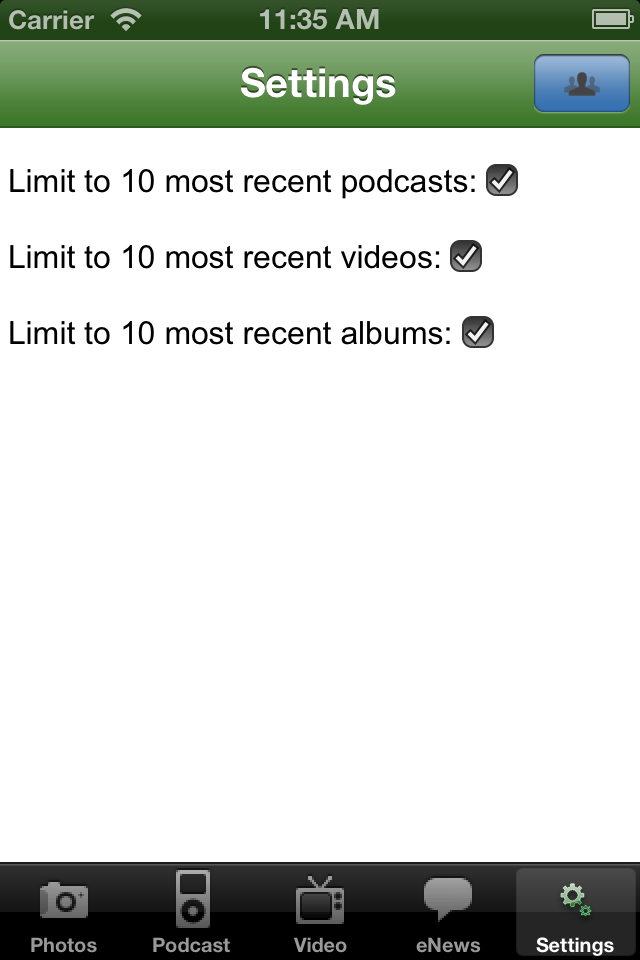 Carrier 11:35 AM
Settings
Limit to 10 most recent podcasts:
Limit to 10 most recent videos:
Limit to 10 most recent albums:
Photos Podcast Video eNews Settings